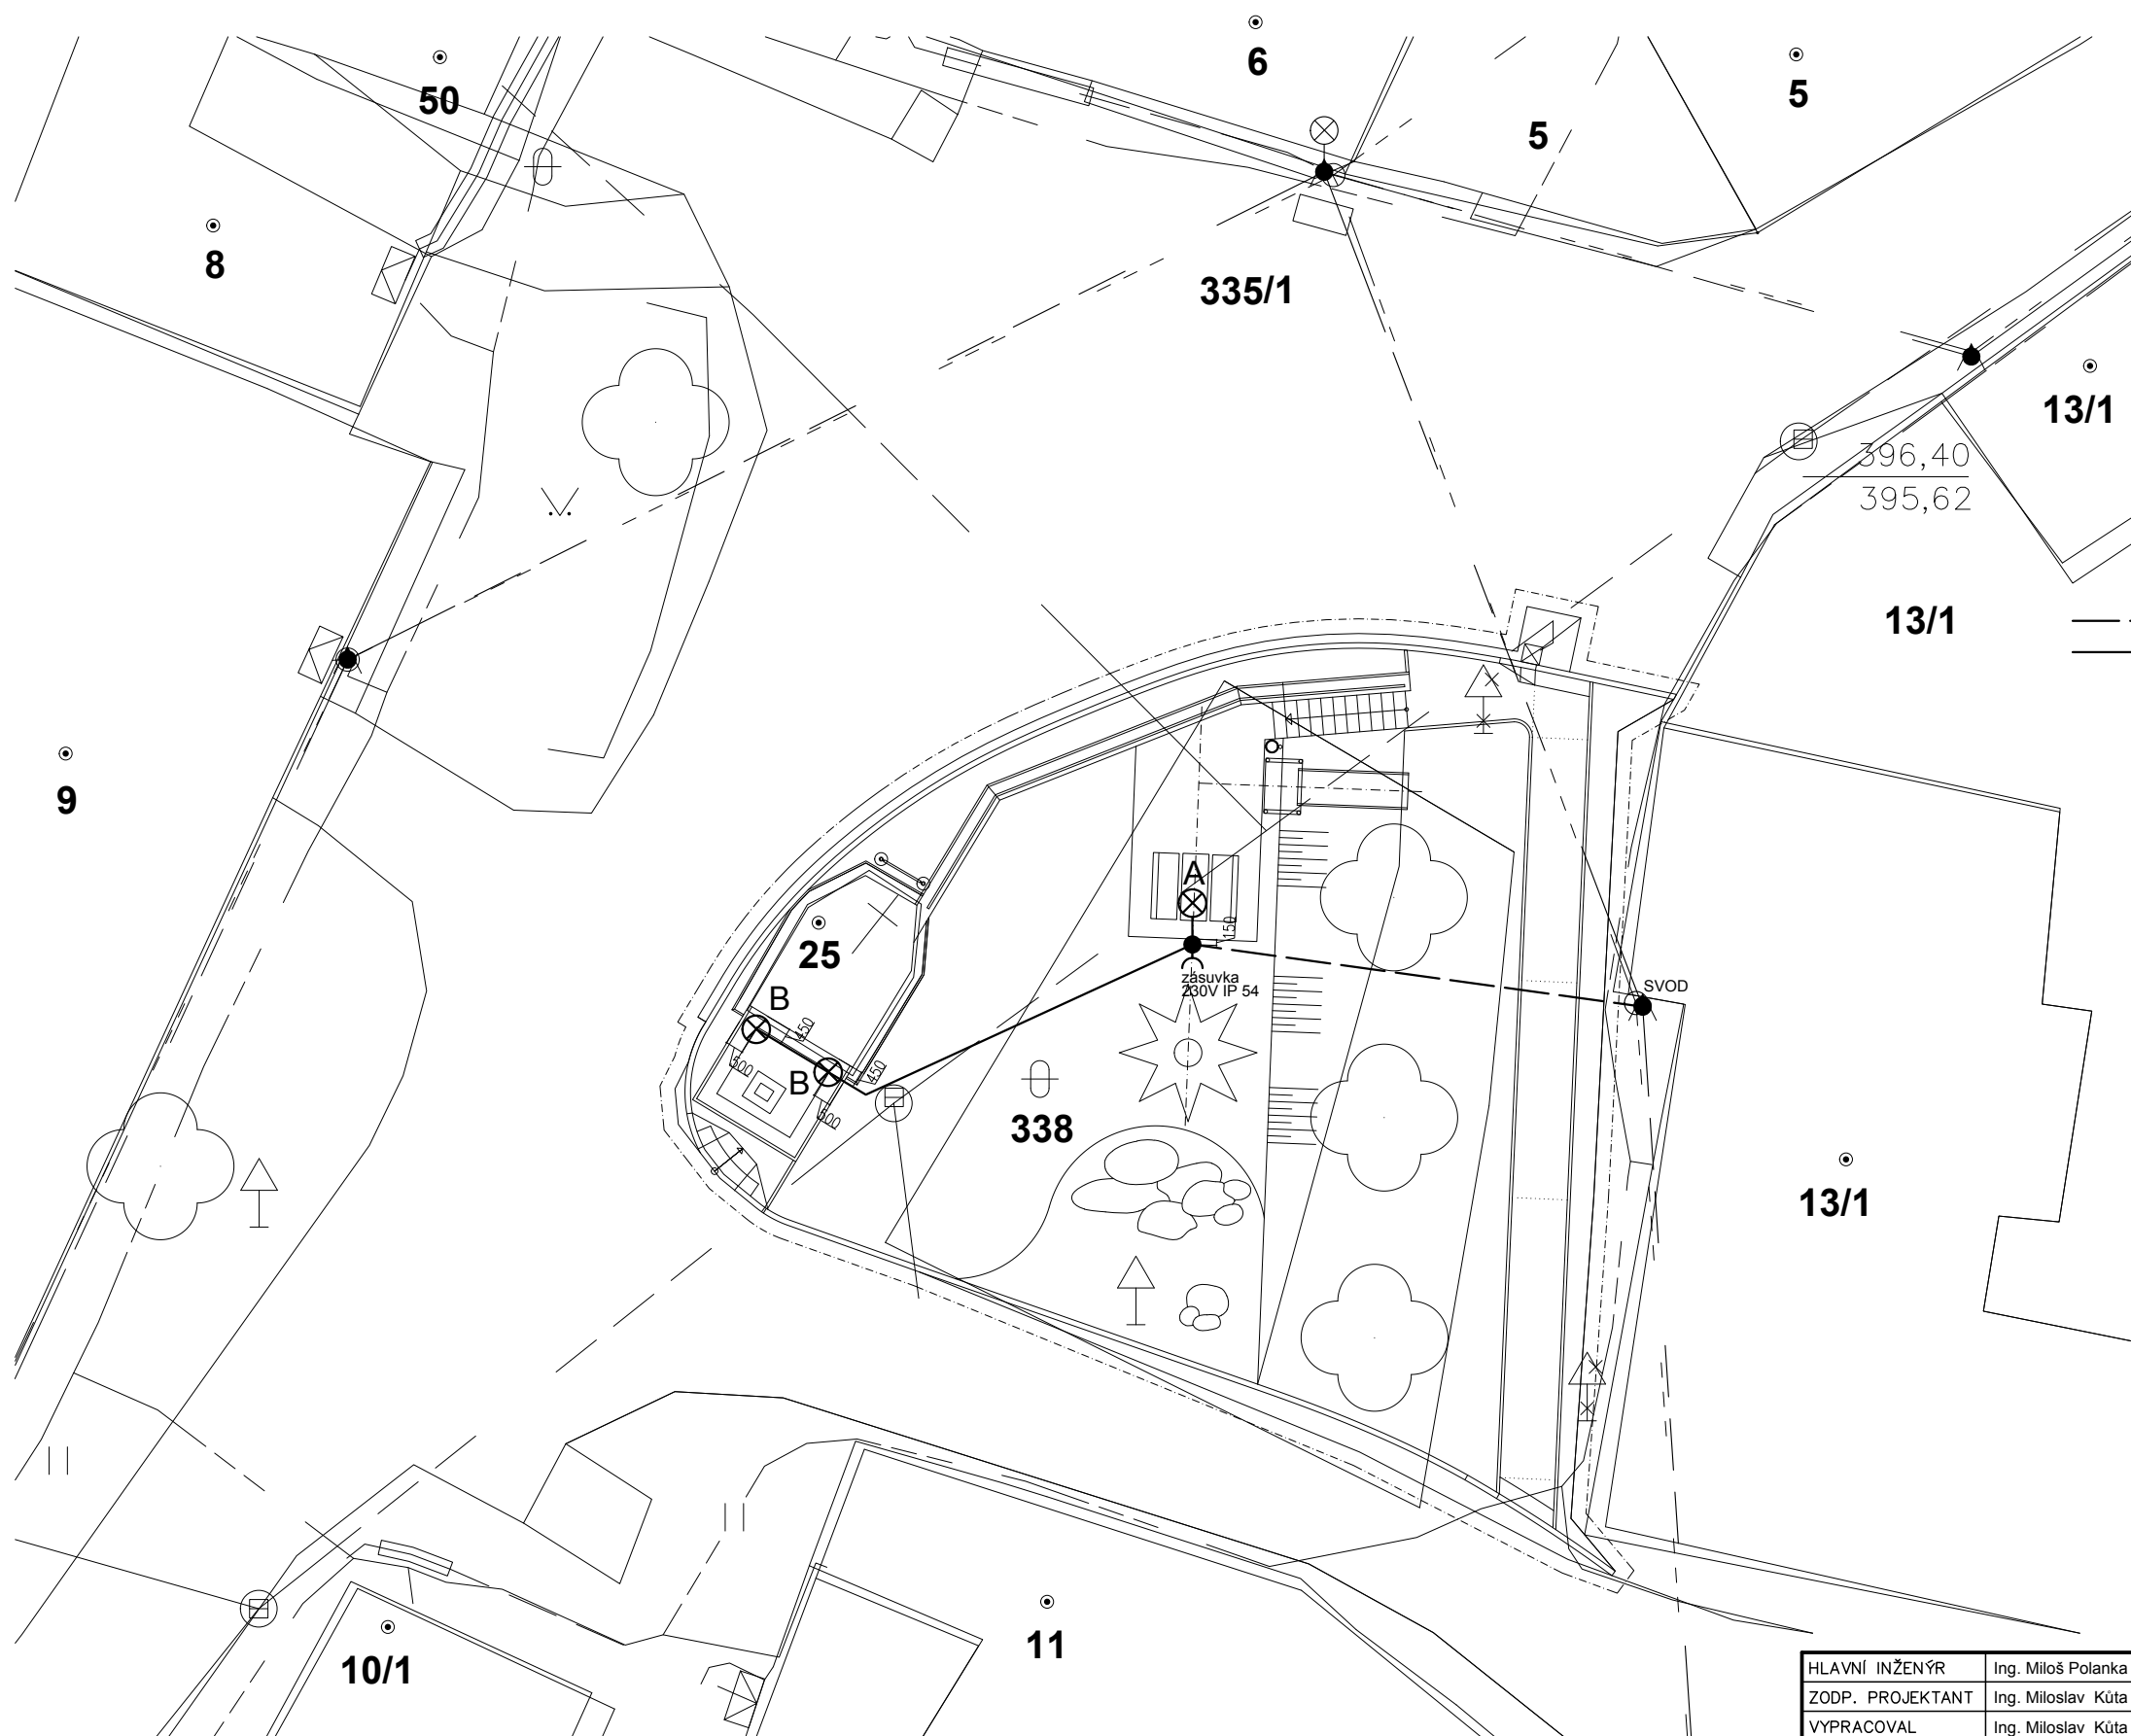 6
50
5
5
8
335/1
13/1
396,40
395,62
13/1
9
A
150
25
zásuvka
230V IP 54
SVOD
B
450
500
B
450
500
338
13/1
11
10/1
HLAVNÍ INŽENÝR Ing. Miloš Polanka
ZODP. PROJEKTANT Ing. Miloslav Kůta
VYPRACOVAL Ing. Miloslav Kůta